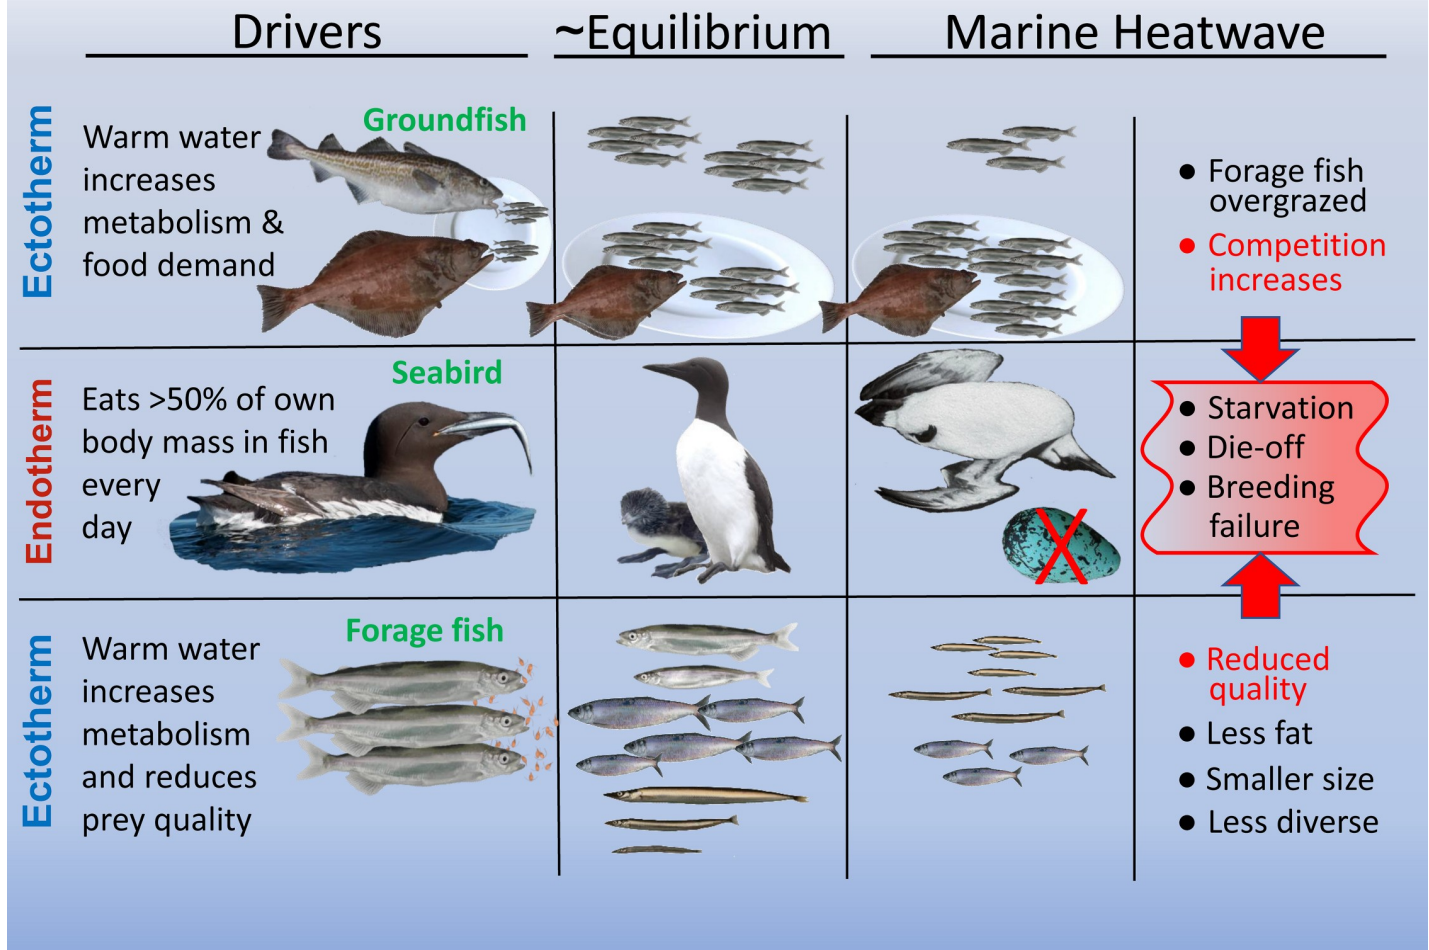 Drivers
~Equilibrium
Marine Heatwave
Ectotherm
Warm water
increases
metabolism &
food demand
Groundfish
● Forage fish
overgrazed
● Competition
increases
Endotherm
Eats >50% of own
body mass in fish
every
day
Seabird
X
● Starvation
● Die-off
● Breeding
failure
Ectotherm
Warm water
increases
metabolism
and reduces
prey quality
Forage fish
● Reduced
quality
● Less fat
● Smaller size
● Less diverse